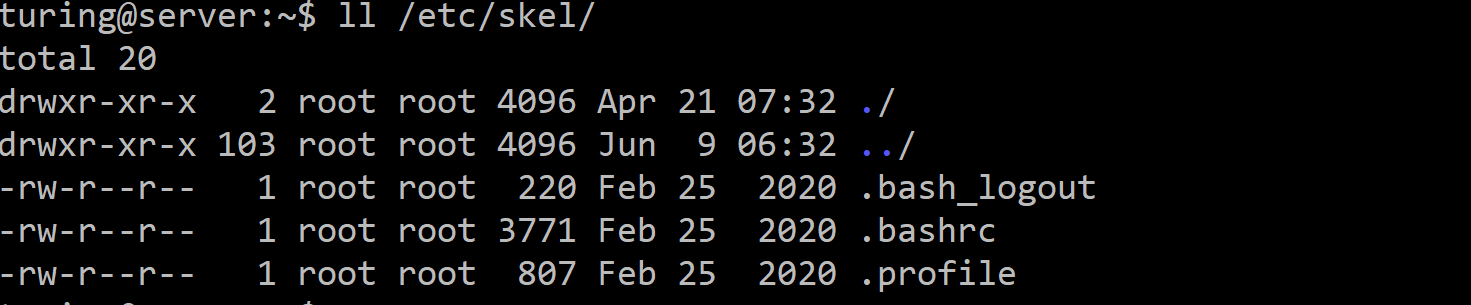 turing@server:~$ ll /etc/skel/
total 20
drwxr-xr-x   2 root root 4096 Apr 21 07:32 ./
drwxr-xr-x 103 root root 4096 Jun  9 06:32 ../
-rw-r--r--   1 root root  220 Feb 25  2020 .bash_logout
-rw-r--r--   1 root root 3771 Feb 25  2020 .bashrc
-rw-r--r--   1 root root  807 Feb 25  2020 .profile